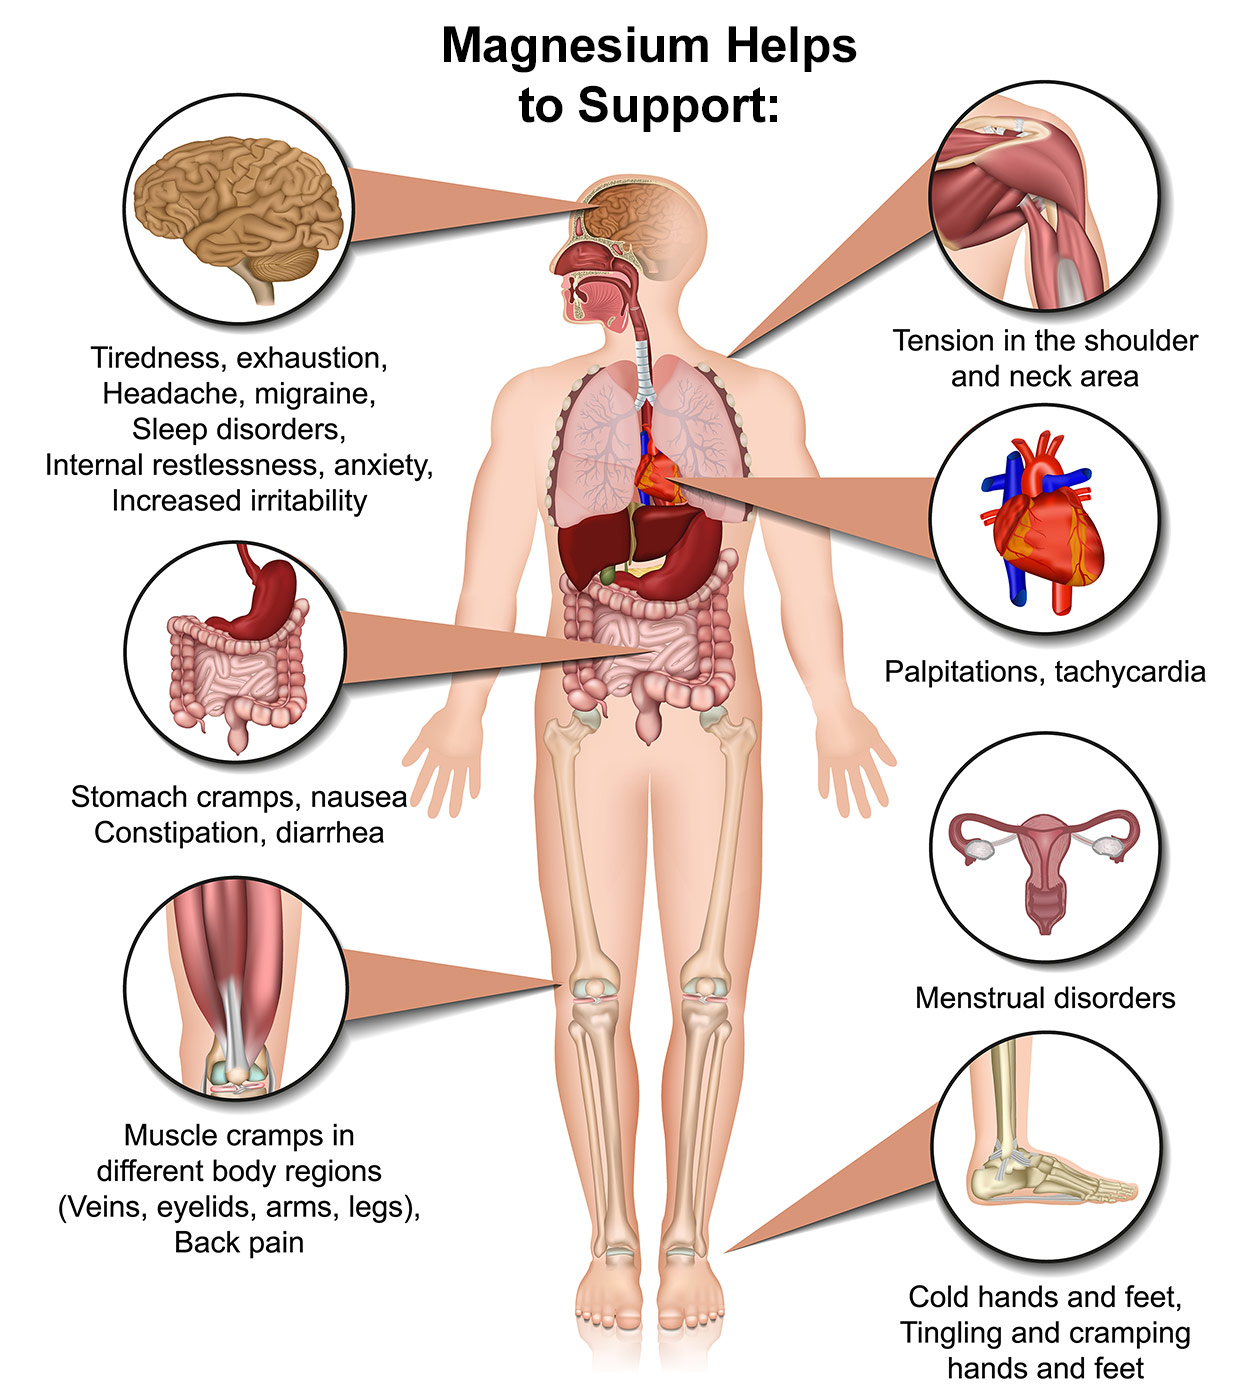 Magnesium Helps
to Support:
Tiredness, exhaustion,
Headache, migraine,
Sleep disorders,
Internal restlessness, anxiety,
Increased irritability
Tension in the shoulder
and neck area
Stomach cramps, nausea
Constipation, diarrhea
Palpitations, tachycardia
Muscle cramps in
different body regions
(Veins, eyelids, arms, legs),
Back pain
Menstrual disorders
Cold hands and feet,
Tingling and cramping
hands and feet